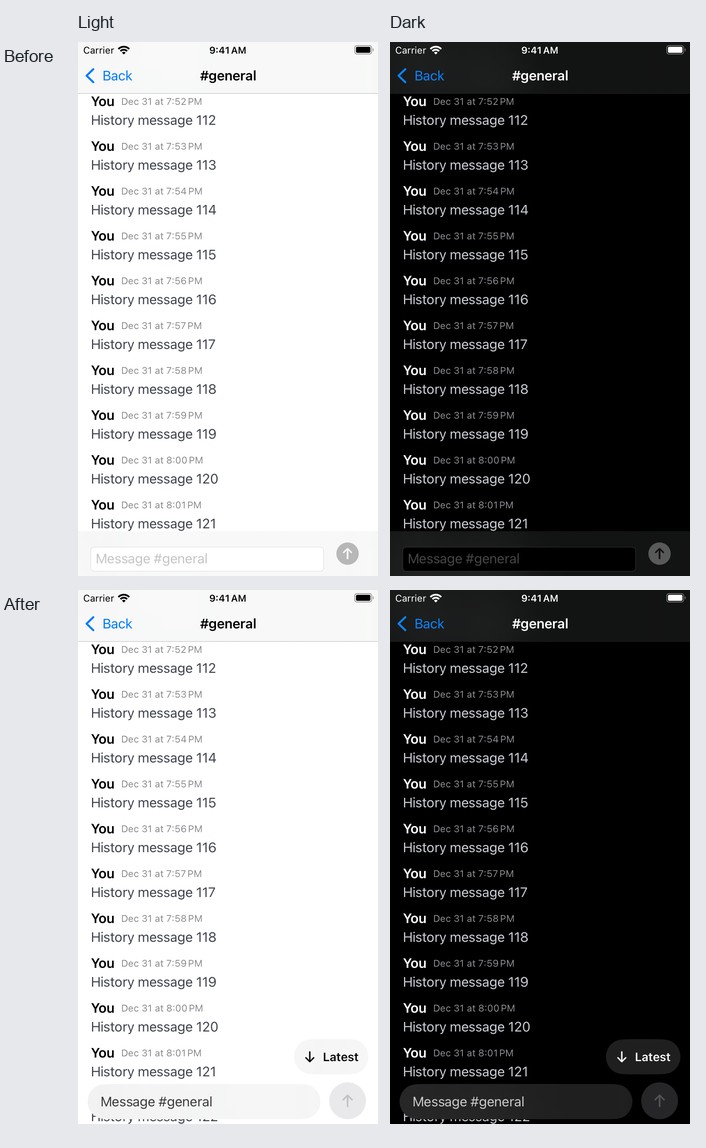 Light
Dark
Before
Carrier 9:41 AM
Back #general
You Dec 31 at 7:52 PM
History message 112
You Dec 31 at 7:53 PM
History message 113
You Dec 31 at 7:54 PM
History message 114
You Dec 31 at 7:55 PM
History message 115
You Dec 31 at 7:56 PM
History message 116
You Dec 31 at 7:57 PM
History message 117
You Dec 31 at 7:58 PM
History message 118
You Dec 31 at 7:59 PM
History message 119
You Dec 31 at 8:00 PM
History message 120
You Dec 31 at 8:01 PM
History message 121
Message #general
Carrier 9:41 AM
Back #general
You Dec 31 at 7:52 PM
History message 112
You Dec 31 at 7:53 PM
History message 113
You Dec 31 at 7:54 PM
History message 114
You Dec 31 at 7:55 PM
History message 115
You Dec 31 at 7:56 PM
History message 116
You Dec 31 at 7:57 PM
History message 117
You Dec 31 at 7:58 PM
History message 118
You Dec 31 at 7:59 PM
History message 119
You Dec 31 at 8:00 PM
History message 120
You Dec 31 at 8:01 PM
History message 121
Message #general
After
Carrier 9:41 AM
Back #general
You Dec 31 at 7:52 PM
History message 112
You Dec 31 at 7:53 PM
History message 113
You Dec 31 at 7:54 PM
History message 114
You Dec 31 at 7:55 PM
History message 115
You Dec 31 at 7:56 PM
History message 116
You Dec 31 at 7:57 PM
History message 117
You Dec 31 at 7:58 PM
History message 118
You Dec 31 at 7:59 PM
History message 119
You Dec 31 at 8:00 PM
History message 120
You Dec 31 at 8:01 PM
Latest
History message 121
Message #general
Carrier 9:41 AM
Back #general
You Dec 31 at 7:52 PM
History message 112
You Dec 31 at 7:53 PM
History message 113
You Dec 31 at 7:54 PM
History message 114
You Dec 31 at 7:55 PM
History message 115
You Dec 31 at 7:56 PM
History message 116
You Dec 31 at 7:57 PM
History message 117
You Dec 31 at 7:58 PM
History message 118
You Dec 31 at 7:59 PM
History message 119
You Dec 31 at 8:00 PM
History message 120
You Dec 31 at 8:01 PM
Latest
History message 121
Message #general